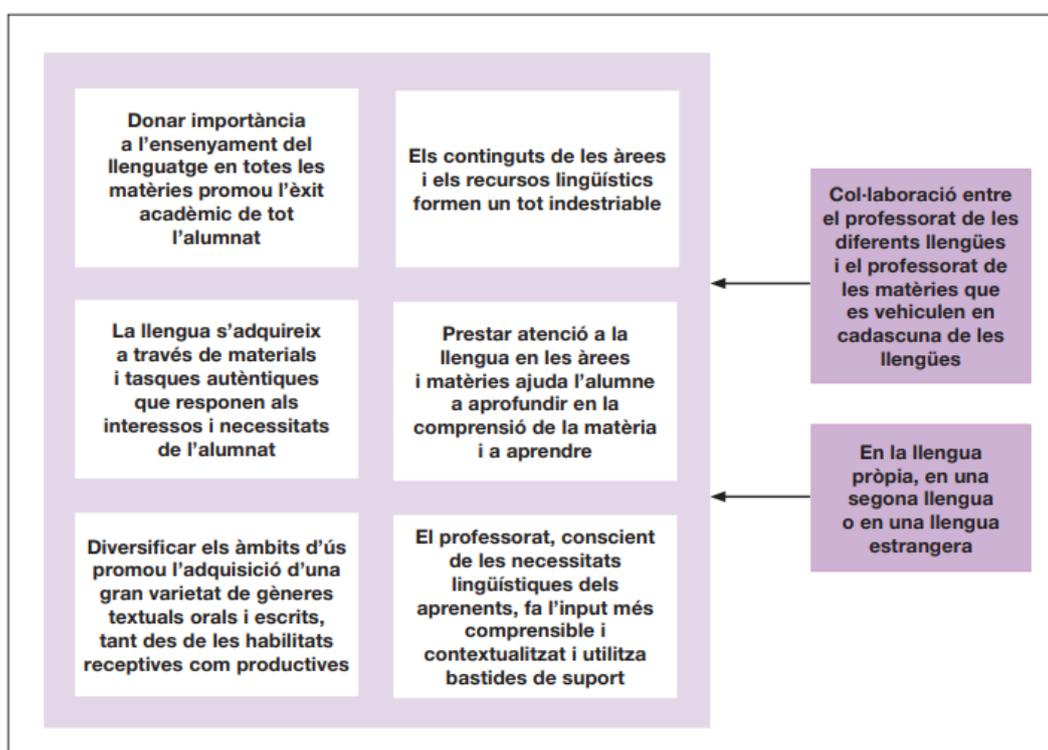 Donar importància
a l’ensenyament del
llenguatge en totes les
matèries promou l’èxit
acadèmic de tot
l’alumnat
Els continguts de les àrees
i els recursos lingüístics
formen un tot indestriable
La llengua s’adquireix
a través de materials
i tasques autèntiques
que responen als
interessos i necessitats
de l’alumnat
Prestar atenció a la
llengua en les àrees
i matèries ajuda l’alumne
a aprofundir en la
comprensió de la matèria
i a aprendre
Diversificar els àmbits d’ús
promou l’adquisició d’una
gran varietat de gèneres
textuals orals i escrits,
tant des de les habilitats
receptives com productives
El professorat, conscient
de les necessitats
lingüístiques dels
aprenents, fa l’input més
comprensible i
contextualitzat i utilitza
bastides de suport
Col·laboració entre
el professorat de les
diferents llengües
i el professorat de
les matèries que
es vehiculen en
cadascuna de les
llengües
En la llengua
pròpia, en una
segona llengua
o en una llengua
estrangera